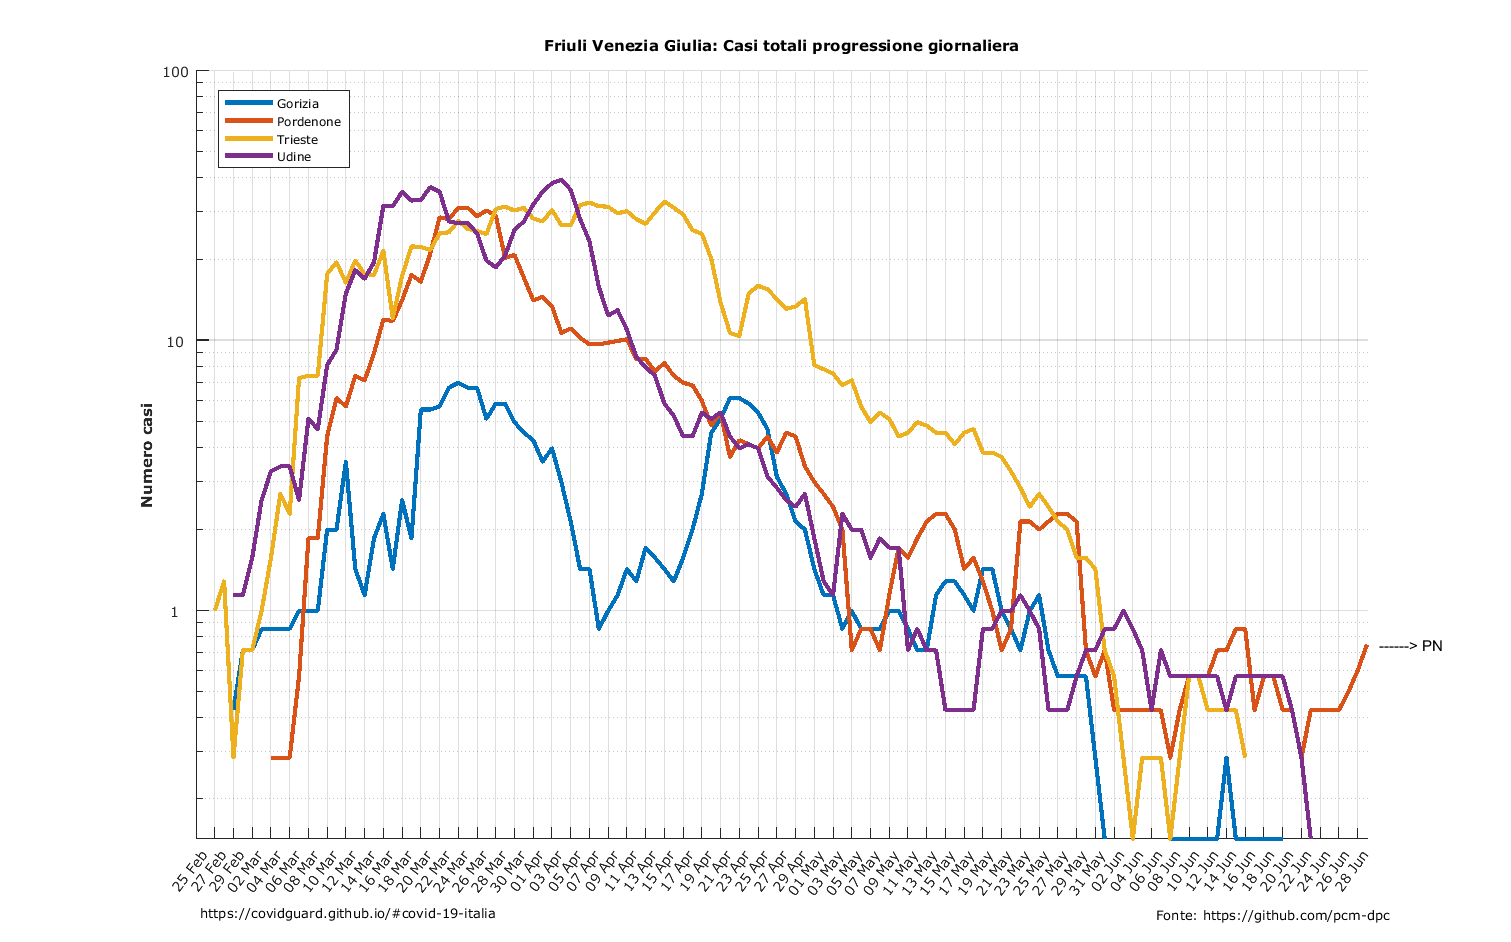 Friuli Venezia Giulia: Casi totali progressione giornaliera
100
10
1
Numero casi
Gorizia
Pordenone
Trieste
Udine
------> PN
25 Feb
27 Feb
29 Feb
02 Mar
04 Mar
06 Mar
08 Mar
10 Mar
12 Mar
14 Mar
16 Mar
18 Mar
20 Mar
22 Mar
24 Mar
26 Mar
28 Mar
30 Mar
01 Apr
03 Apr
05 Apr
07 Apr
09 Apr
11 Apr
13 Apr
15 Apr
17 Apr
19 Apr
21 Apr
23 Apr
25 Apr
27 Apr
29 Apr
01 May
03 May
05 May
07 May
09 May
11 May
13 May
15 May
17 May
19 May
21 May
23 May
25 May
27 May
29 May
31 May
02 Jun
04 Jun
06 Jun
08 Jun
10 Jun
12 Jun
14 Jun
16 Jun
18 Jun
20 Jun
22 Jun
24 Jun
26 Jun
28 Jun
https://covidguard.github.io/#covid-19-italia
Fonte: https://github.com/pcm-dpc